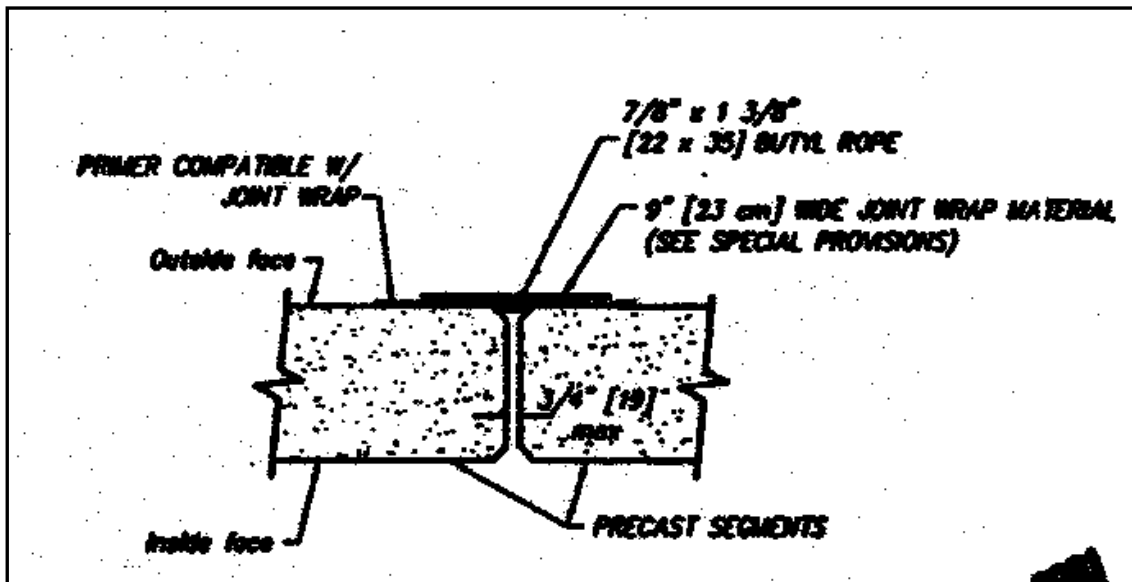 7/8" x 1 3/8"
[22 x 35] BUTYL ROPE
PRIMER COMPATIBLE W/
JOINT WRAP
9" [23 cm] WIDE JOINT WRAP MATERIAL
(SEE SPECIAL PROVISIONS)
Outside face
3/4" [19]
max
PRECAST SEGMENTS
Inside face